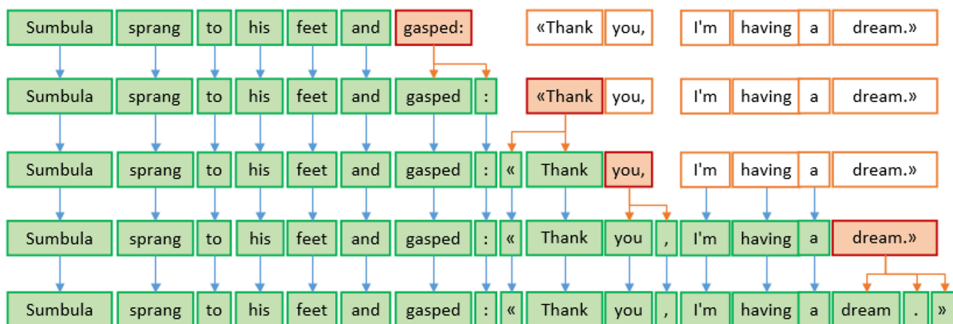 Sumbula sprang to his feet and gasped: «Thank you, I'm having a dream.»
Sumbula sprang to his feet and gasped : «Thank you, I'm having a dream.»
Sumbula sprang to his feet and gasped : « Thank you, I'm having a dream.»
Sumbula sprang to his feet and gasped : « Thank you , I'm having a dream.»
Sumbula sprang to his feet and gasped : « Thank you , I'm having a dream . »